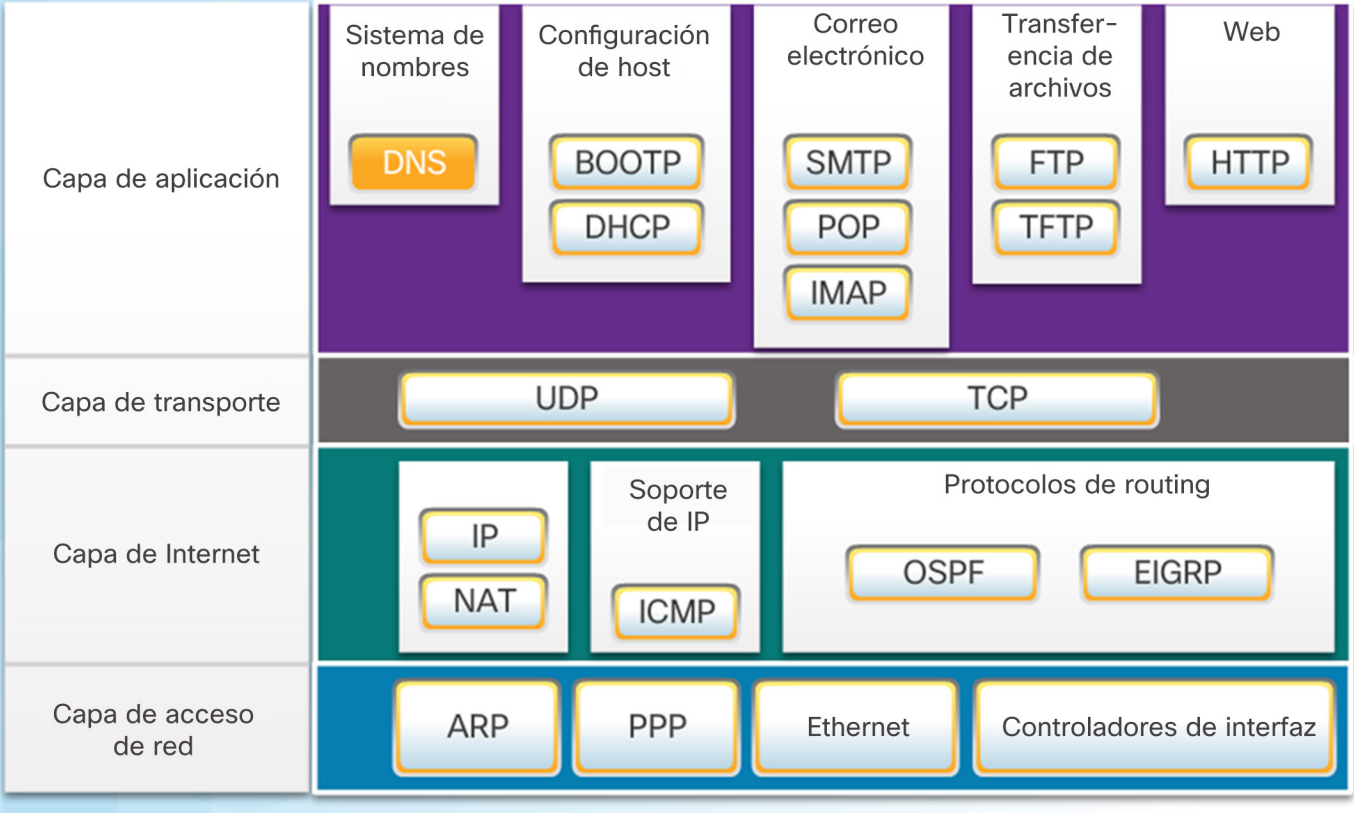 Capa de aplicación
Sistema de
nombres
DNS
Configuración
de host
BOOTP
DHCP
Correo
electrónico
SMTP
POP
IMAP
Transfer-
encia de
archivos
FTP
TFTP
Web
HTTP
Capa de transporte
UDP
TCP
Capa de Internet
IP
NAT
Soporte
de IP
ICMP
Protocolos de routing
OSPF
EIGRP
Capa de acceso
de red
ARP
PPP
Ethernet
Controladores de interfaz